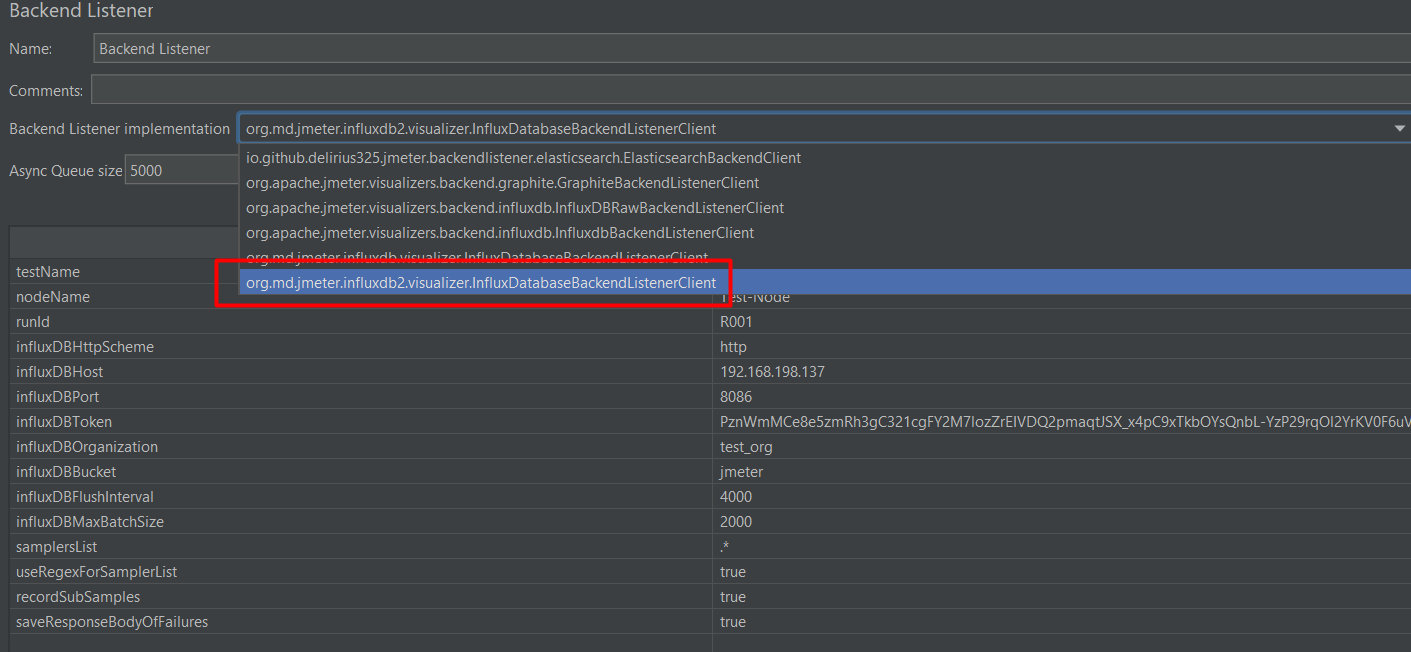 Backend Listener
Name: Backend Listener
Comments:
Backend Listener implementation org.md.jmeter.influxdb2.visualizer.InfluxDatabaseBackendListenerClient
io.github.delirius325.jmeter.backendlistener.elasticsearch.ElasticsearchBackendClient
Async Queue size 5000
org.apache.jmeter.visualizers.backend.graphite.GraphiteBackendListenerClient
org.apache.jmeter.visualizers.backend.influxdb.InfluxDBRawBackendListenerClient
org.apache.jmeter.visualizers.backend.influxdb.InfluxdbBackendListenerClient
org.md.jmeter.influxdb.visualizer.InfluxDatabaseBackendListenerClient
testName
org.md.jmeter.influxdb2.visualizer.InfluxDatabaseBackendListenerClient
nodeName Test-Node
runId R001
influxDBHttpScheme http
influxDBHost 192.168.198.137
influxDBPort 8086
influxDBToken
influxDBOrganization test_org
influxDBBucket jmeter
influxDBFlushInterval 4000
influxDBMaxBatchSize 2000
samplersList .*
useRegexForSamplerList true
recordSubSamples true
saveResponseBodyOfFailures true